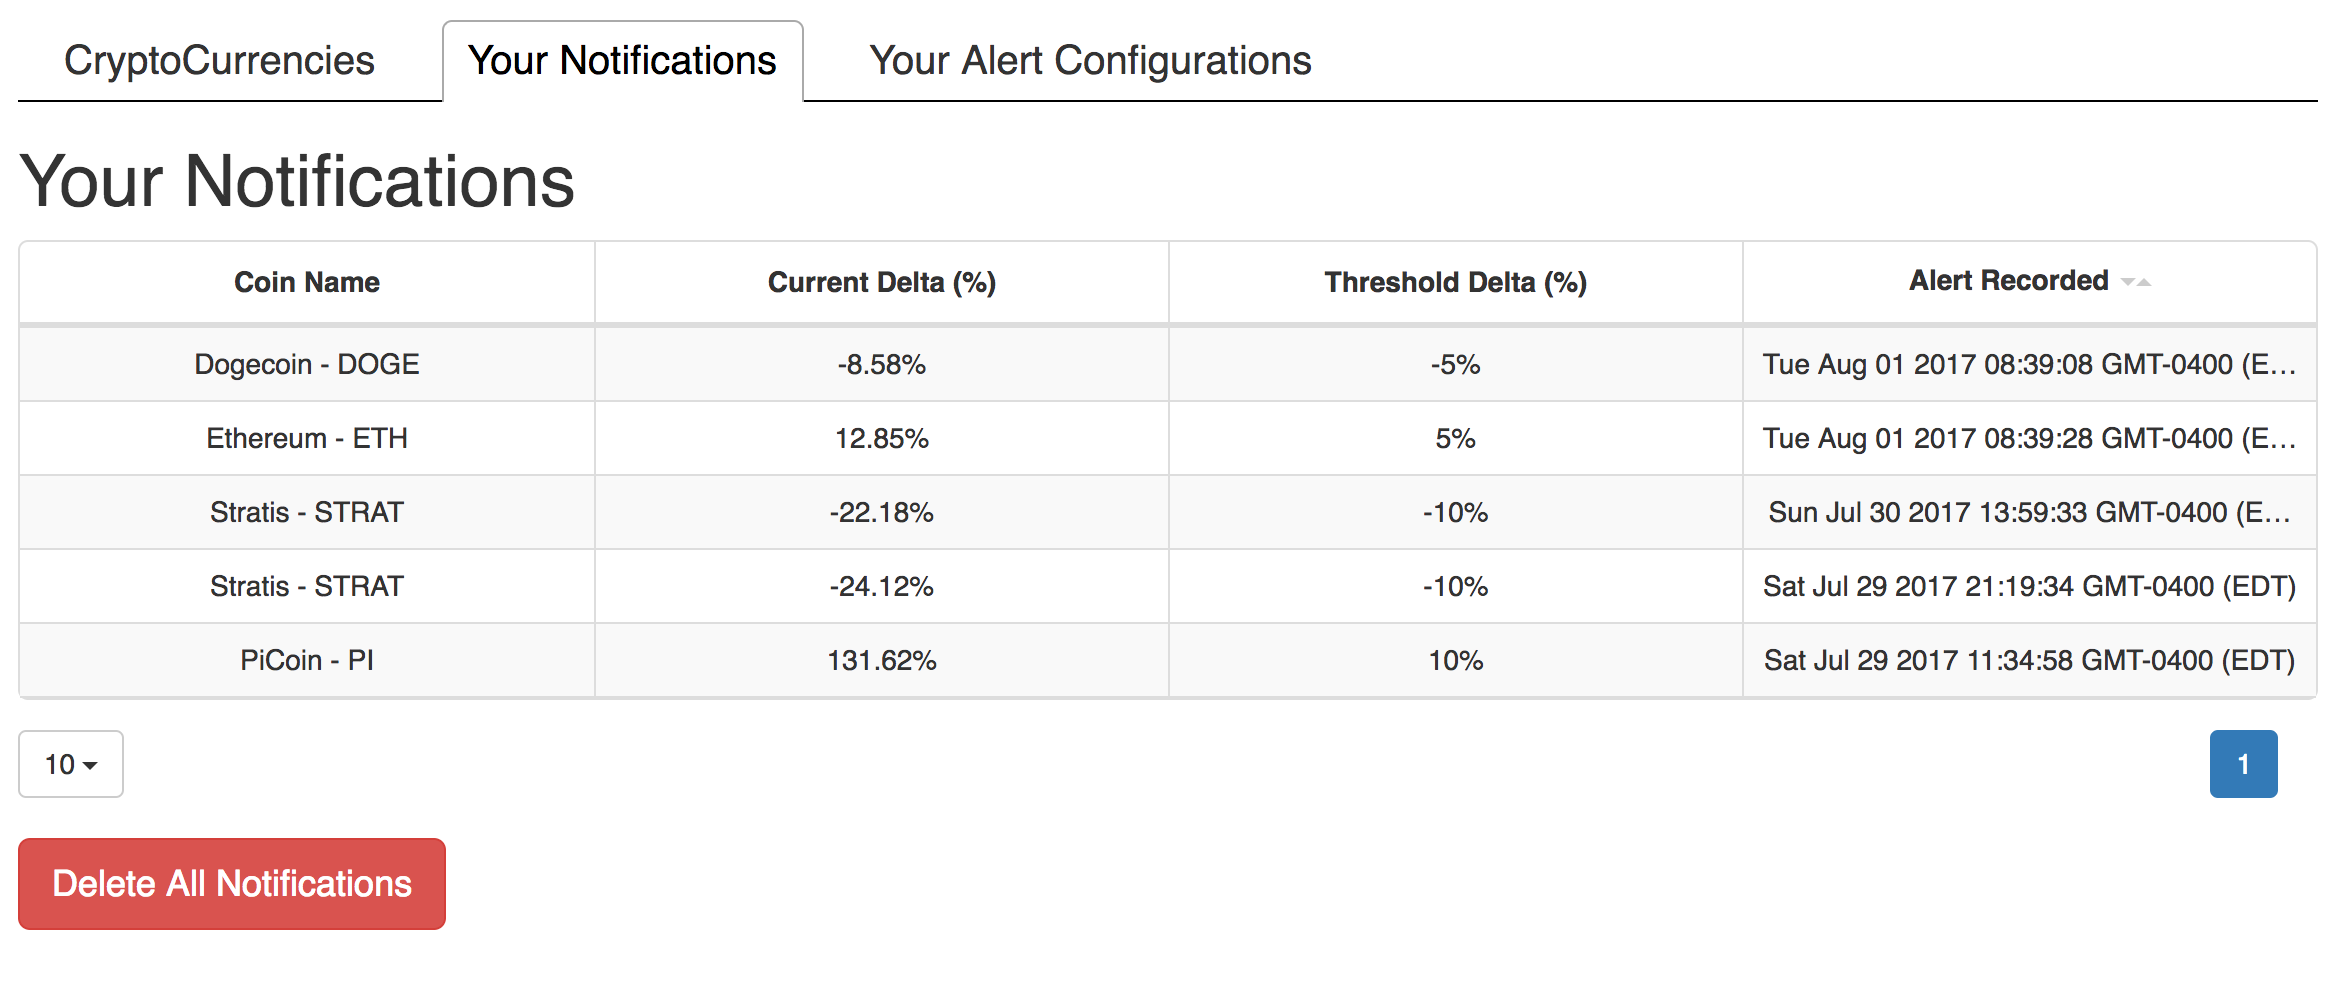 CryptoCurrencies Your Notifications Your Alert Configurations
Your Notifications
Coin Name Current Delta (%) Threshold Delta (%) Alert Recorded
Dogecoin - DOGE -8.58% -5% Tue Aug 01 2017 08:39:08 GMT-0400 (E…
Ethereum - ETH 12.85% 5% Tue Aug 01 2017 08:39:28 GMT-0400 (E…
Stratis - STRAT -22.18% -10% Sun Jul 30 2017 13:59:33 GMT-0400 (E…
Stratis - STRAT -24.12% -10% Sat Jul 29 2017 21:19:34 GMT-0400 (EDT)
PiCoin - PI 131.62% 10% Sat Jul 29 2017 11:34:58 GMT-0400 (EDT)
10 1
Delete All Notifications